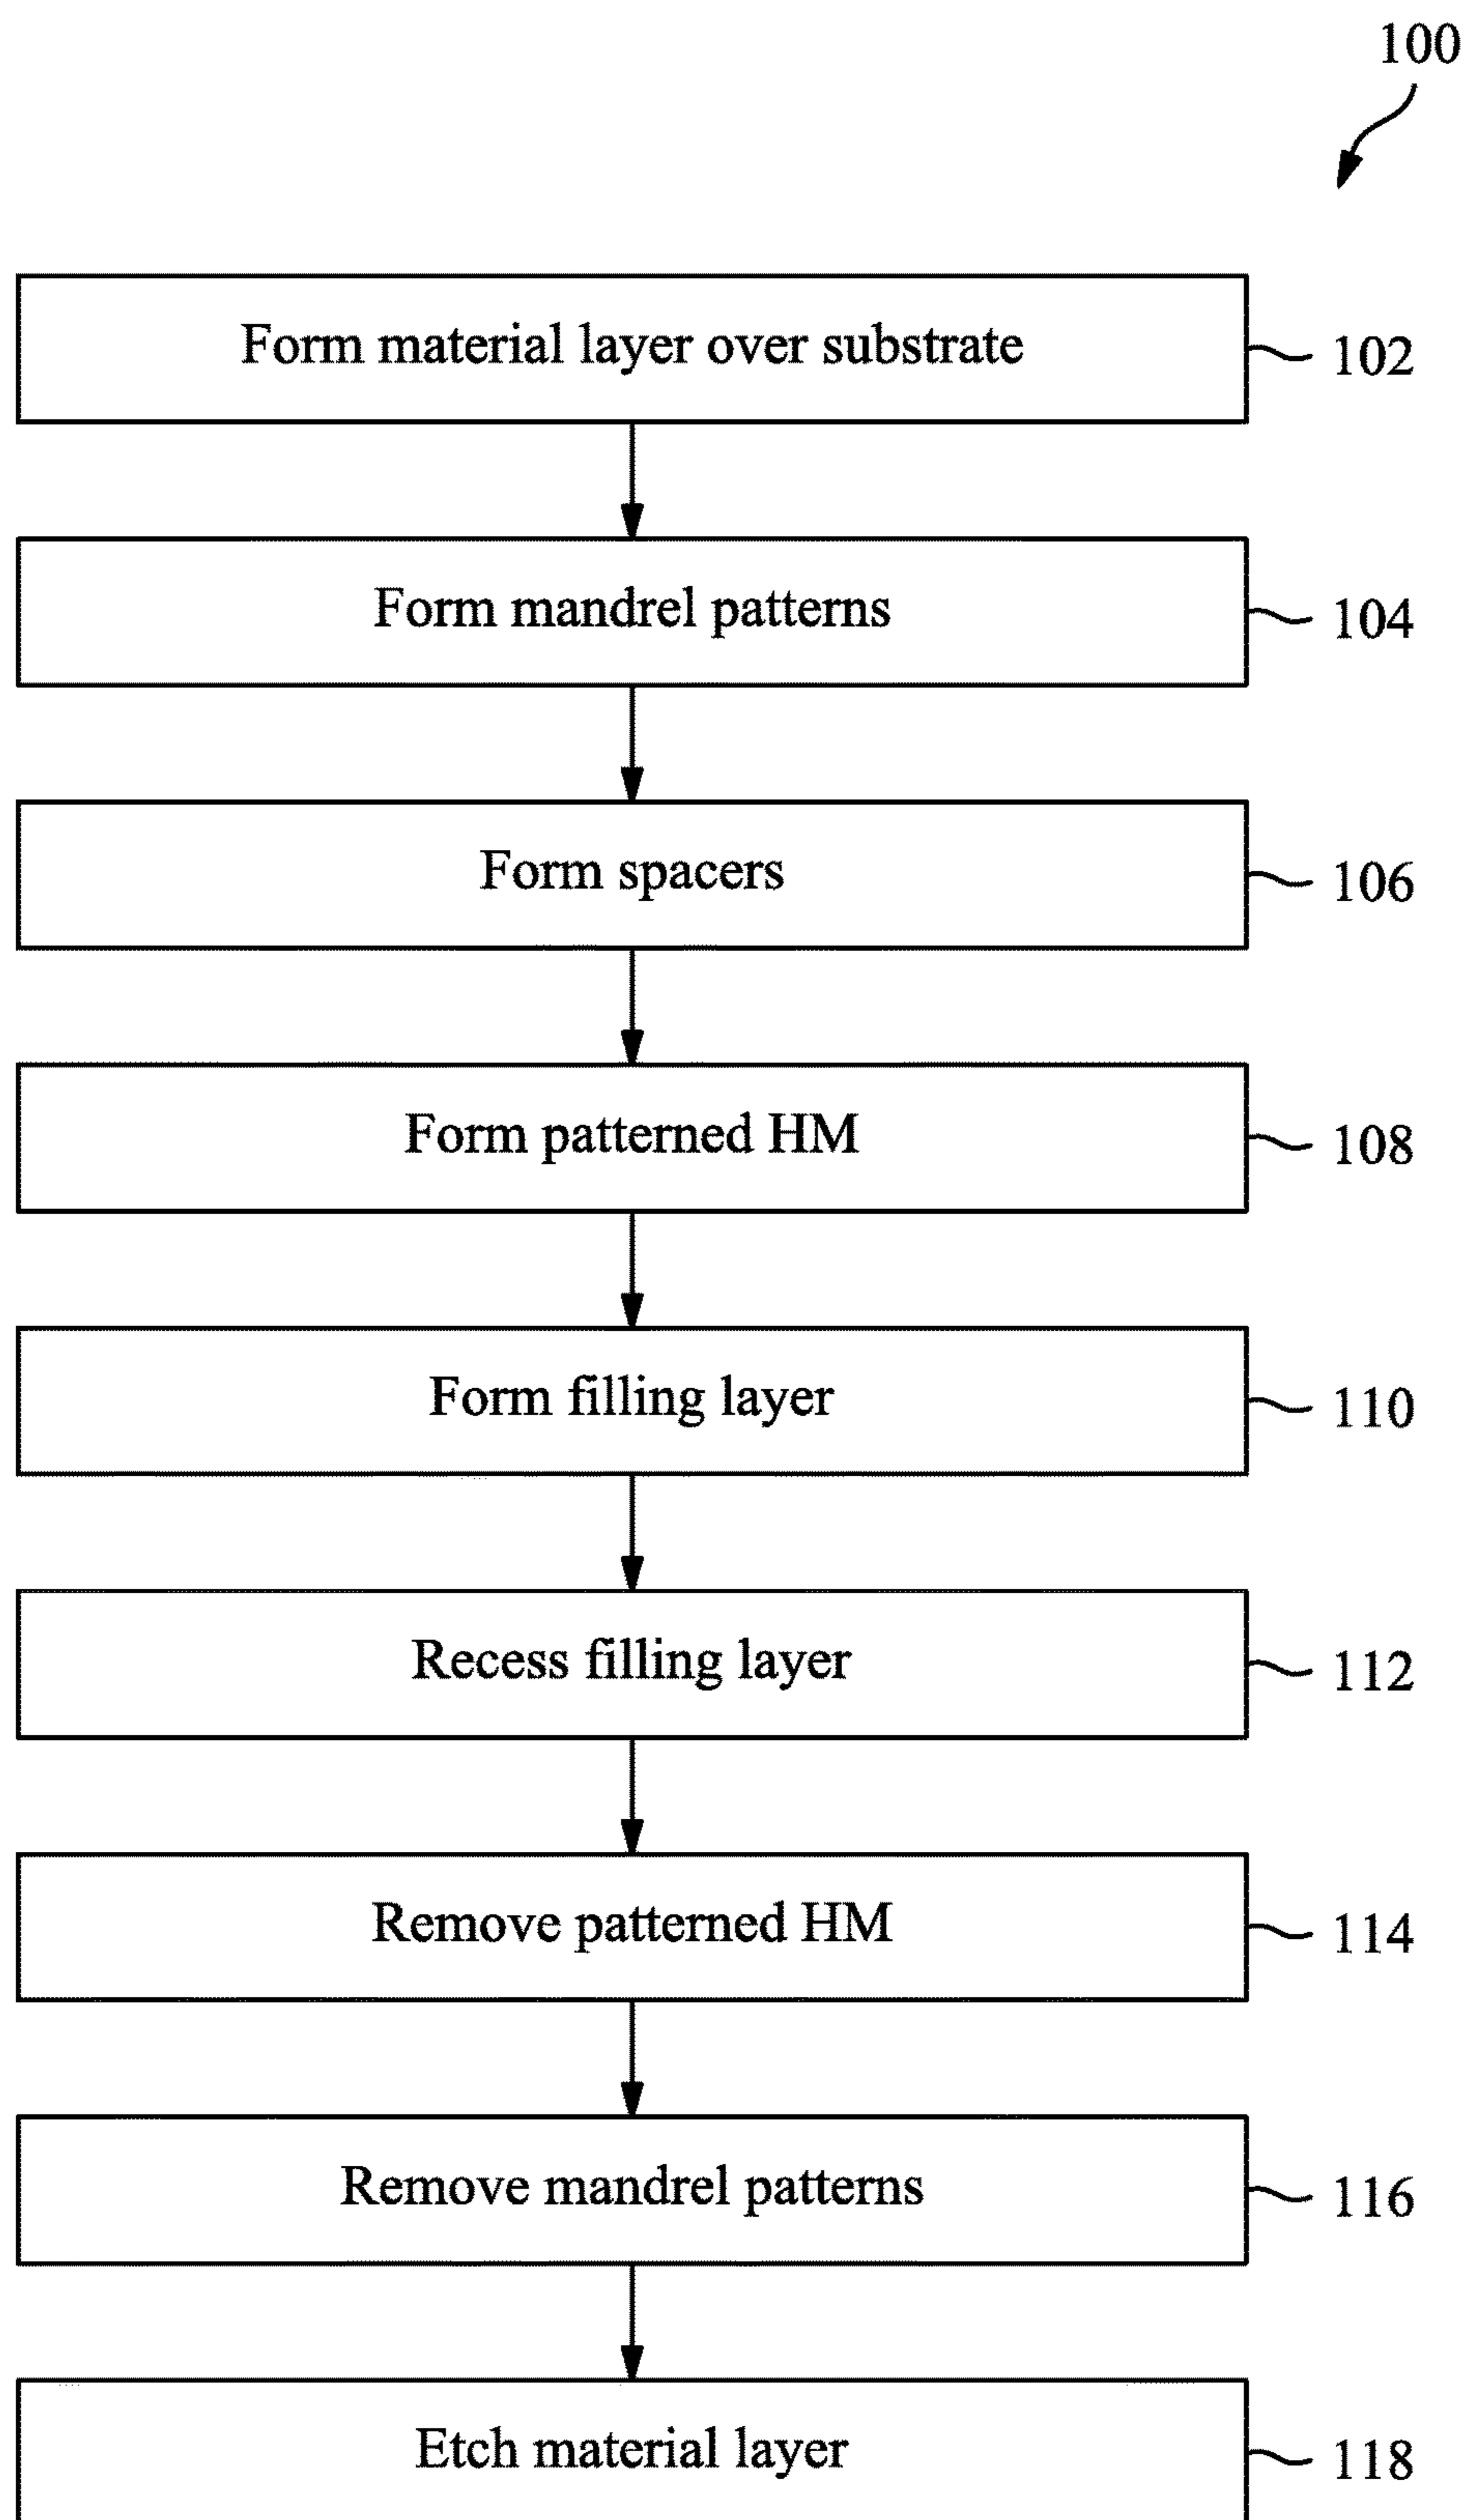 100
Form material layer over substrate 102
Form mandrel patterns 104
Form spacers 106
Form patterned HM 108
Form filling layer 110
Recess filling layer 112
Remove patterned HM 114
Remove mandrel patterns 116
Etch material layer 118